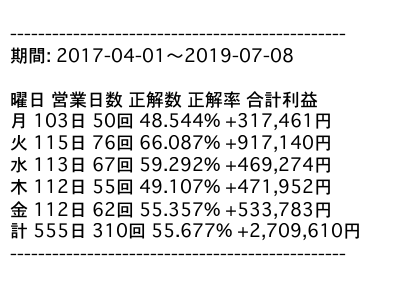 ------------------------------------------------
期間: 2017-04-01〜2019-07-08
曜日 営業日数 正解数 正解率 合計利益
月 103日 50回 48.544% +317,461円
火 115日 76回 66.087% +917,140円
水 113日 67回 59.292% +469,274円
木 112日 55回 49.107% +471,952円
金 112日 62回 55.357% +533,783円
計 555日 310回 55.677% +2,709,610円
------------------------------------------------